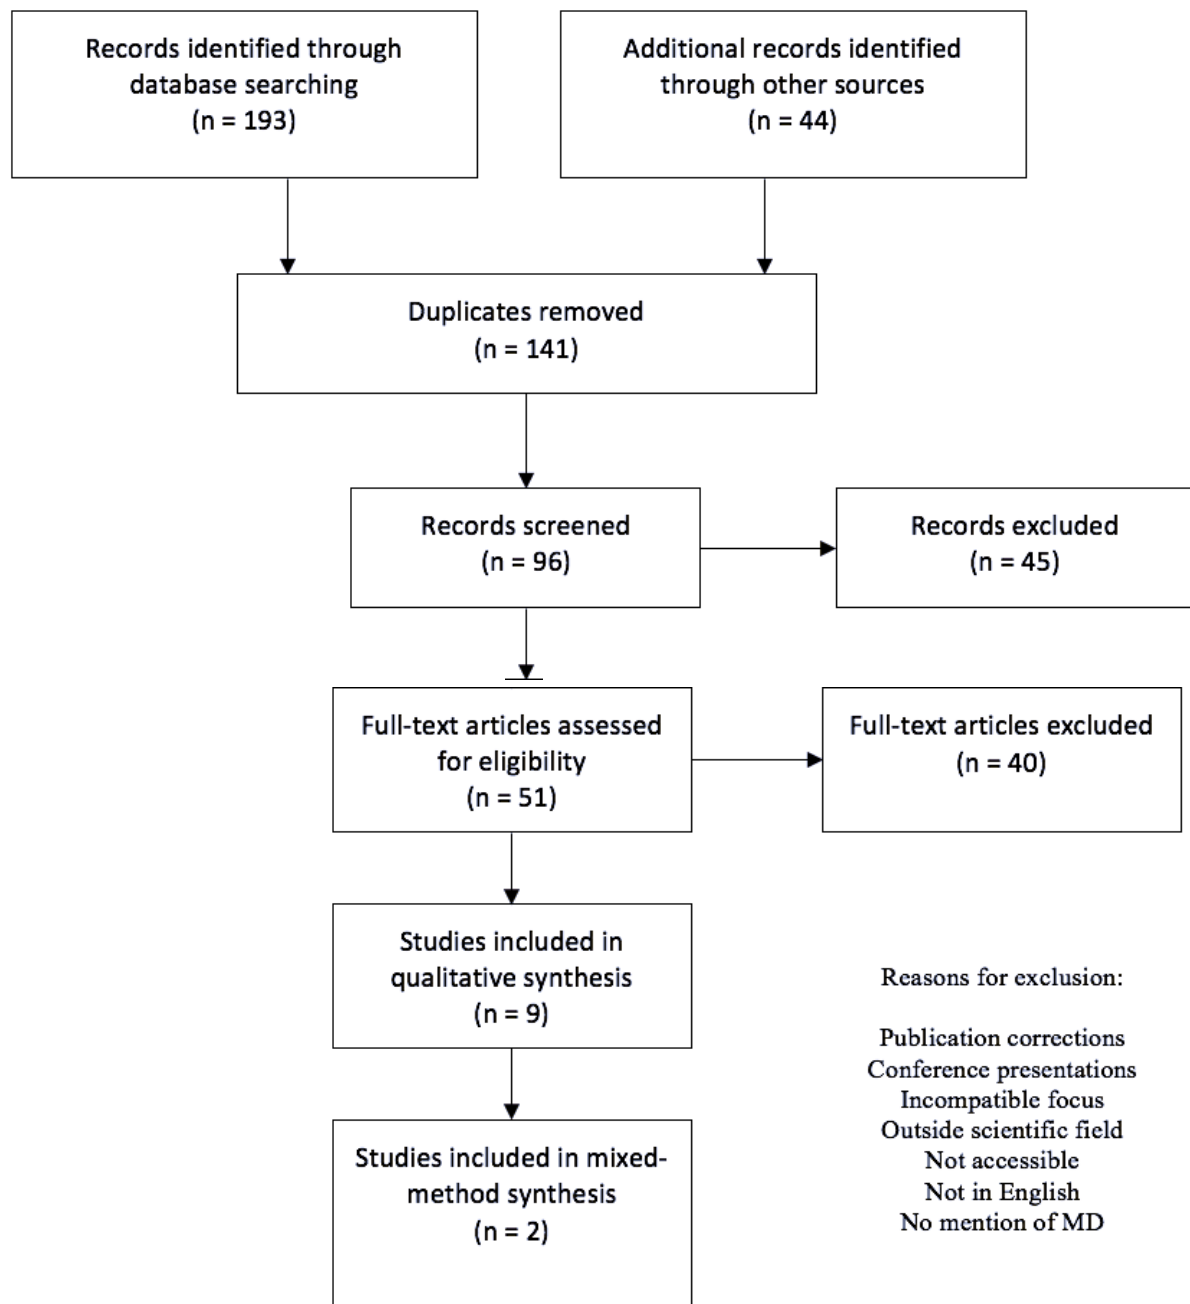 Records identified through
database searching
(n = 193)
Additional records identified
through other sources
(n = 44)
Duplicates removed
(n = 141)
Records screened
(n = 96)
Records excluded
(n = 45)
Full-text articles assessed
for eligibility
(n = 51)
Full-text articles excluded
(n = 40)
Studies included in
qualitative synthesis
(n = 9)
Reasons for exclusion:
Publication corrections
Conference presentations
Incompatible focus
Outside scientific field
Not accessible
Not in English
No mention of MD
Studies included in mixed-
method synthesis
(n = 2)